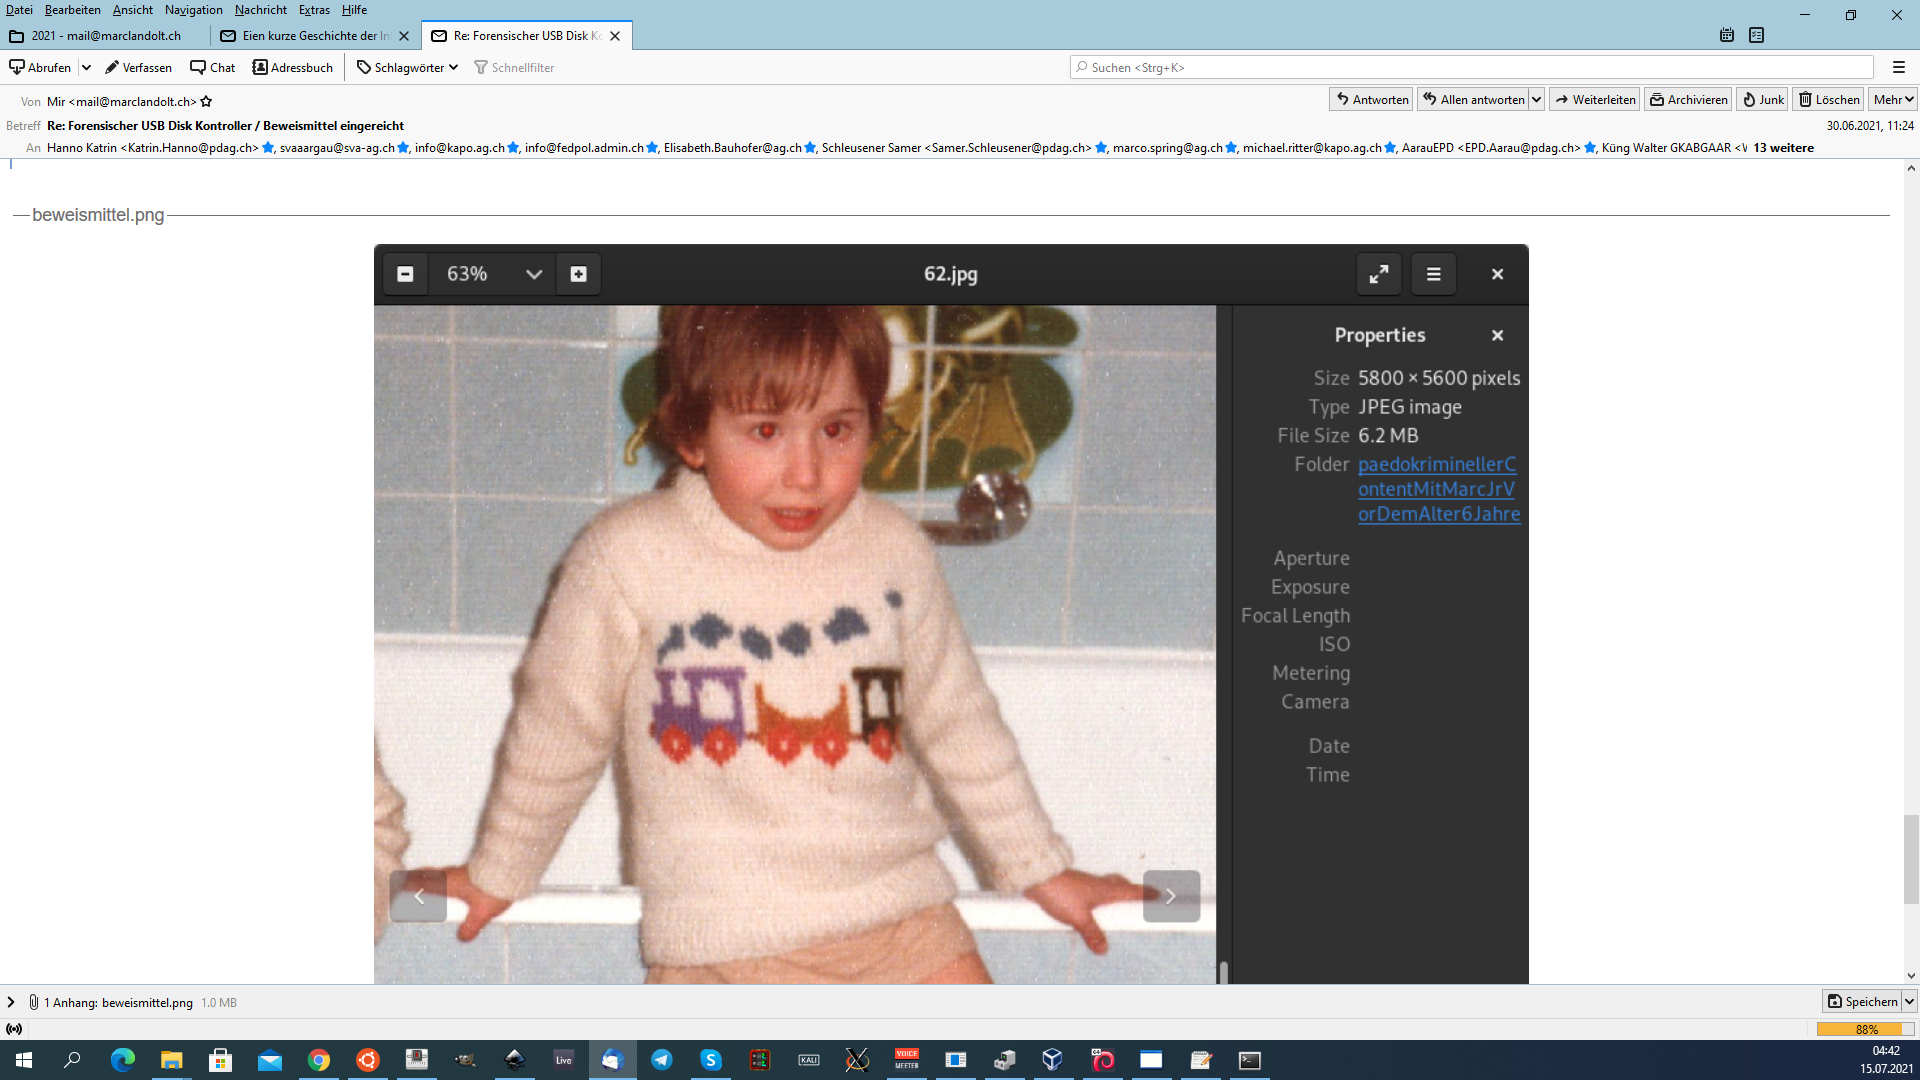 Datei Bearbeiten Ansicht Navigation Nachricht Extras Hilfe
2021 - mail@marclandolt.ch
Eien kurze Geschichte der In
Re: Forensischer USB Disk Ko
Abrufen Verfassen Chat Adressbuch Schlagwörter Schnellfilter
Suchen <Strg+K>
Von Mir <mail@marclandolt.ch>
Antworten Allen antworten Weiterleiten Archivieren Junk Löschen Mehr
Betreff Re: Forensischer USB Disk Kontroller / Beweismittel eingereicht
30.06.2021, 11:24
An Hanno Katrin <Katrin.Hanno@pdag.ch>, svaaargau@sva-ag.ch, info@kapo.ag.ch, info@fedpol.admin.ch, Elisabeth.Bauhofer@ag.ch, Schleusener Samer <Samer.Schleusener@pdag.ch>, marco.spring@ag.ch, michael.ritter@kapo.ag.ch, AarauEPD <EPD.Aarau@pdag.ch>, Küng Walter GKABGAAR <V 13 weitere
beweismittel.png
63%
62.jpg
Properties
Size 5800 × 5600 pixels
Type JPEG image
File Size 6.2 MB
Folder paedokriminellerC
ontentMitMarcJrV
orDemAlter6Jahre
Aperture
Exposure
Focal Length
ISO
Metering
Camera
Date
Time
1 Anhang: beweismittel.png 1.0 MB
Speichern
88%
Live
KALI
VOICE
MEETER
64
04:42
15.07.2021